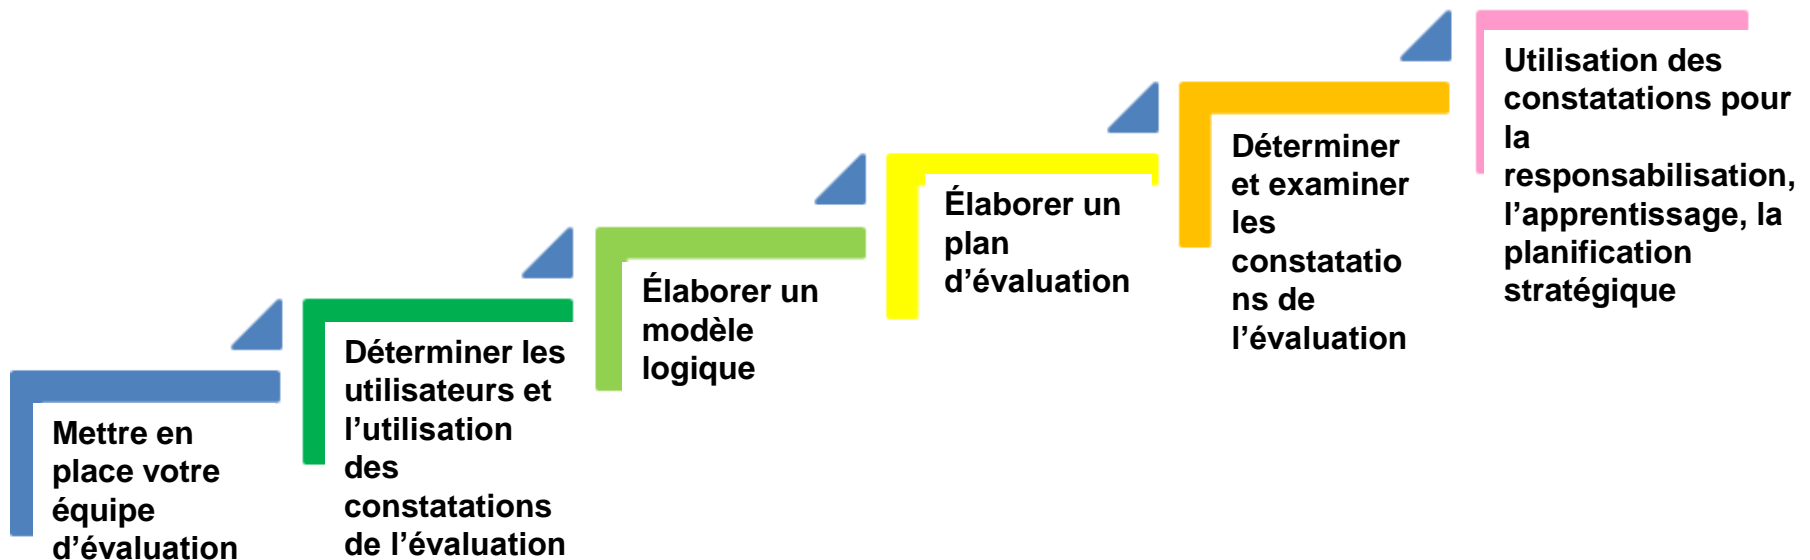 Mettre en
place votre
équipe
d’évaluation
Déterminer les
utilisateurs et
l’utilisation
des
constatations
de l’évaluation
Élaborer un
modèle
logique
Élaborer un
plan
d’évaluation
Déterminer
et examiner
les
constatatio
ns de
l’évaluation
Utilisation des
constatations pour
la
responsabilisation,
l’apprentissage, la
planification
stratégique